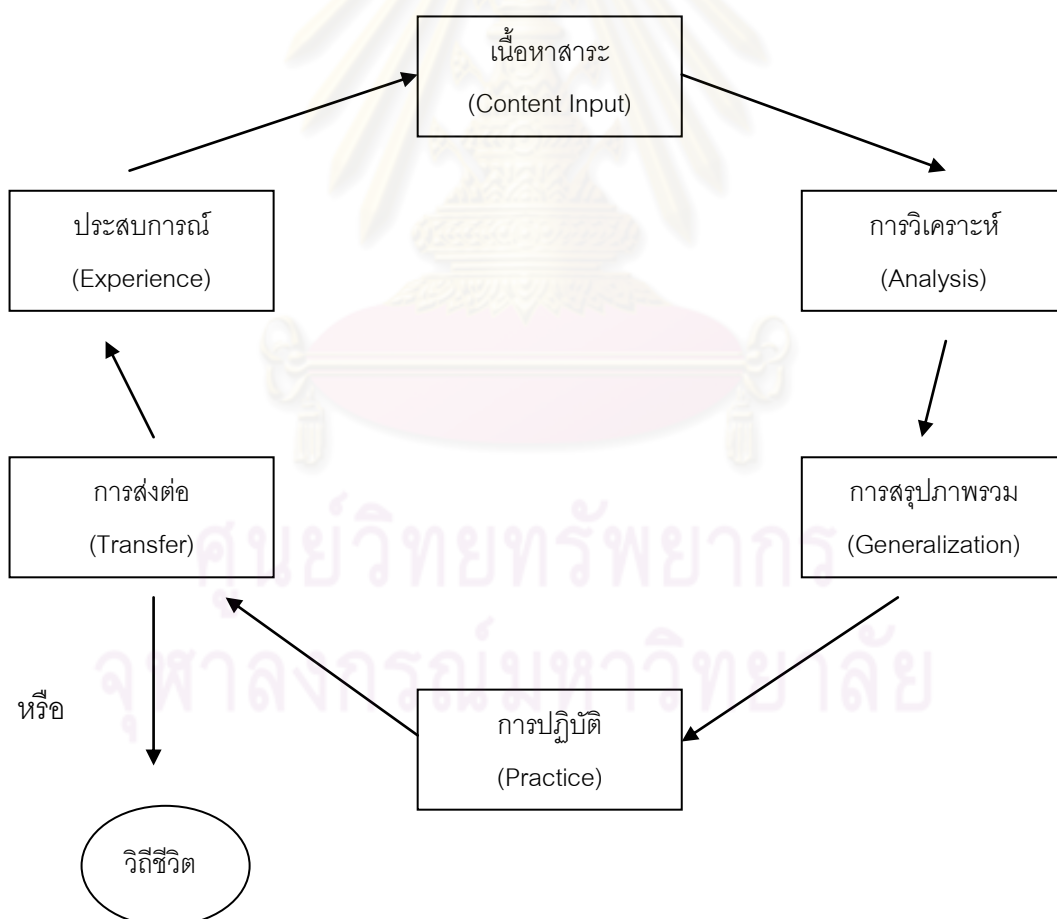 เนื้อหาสาระ
(Content Input)
ประสบการณ์
(Experience)
การวิเคราะห์
(Analysis)
การส่งต่อ
(Transfer)
การสรุปภาพรวม
(Generalization)
ศูนย์วิทยทรัพยากร
จุฬาลงกรณ์มหาวิทยาลัย
หรือ
การปฏิบัติ
(Practice)
วิถีชีวิต